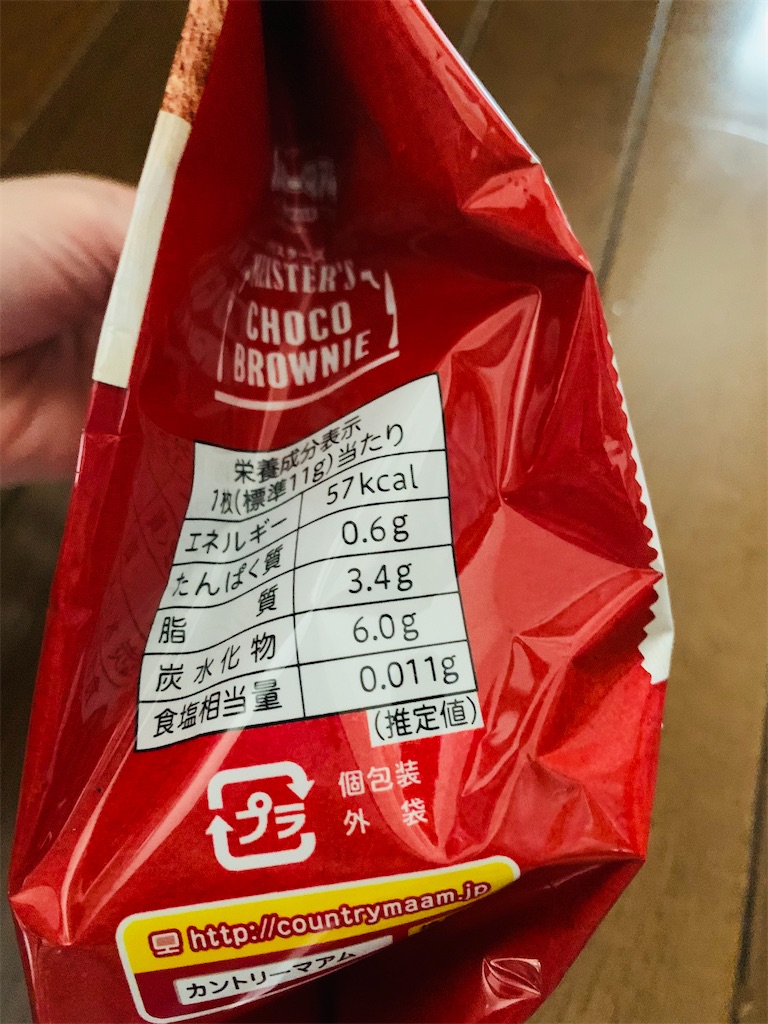 MEISTER'S
CHOCO
BROWNIE
栄養成分表示
1枚(標準11g)当たり
エネルギー 57kcal
たんぱく質 0.6g
脂質 3.4g
炭水化物 6.0g
食塩相当量 0.011g
(推定値)
プラ
個包装
外袋
http://countrymaam.jp
カントリーマアム